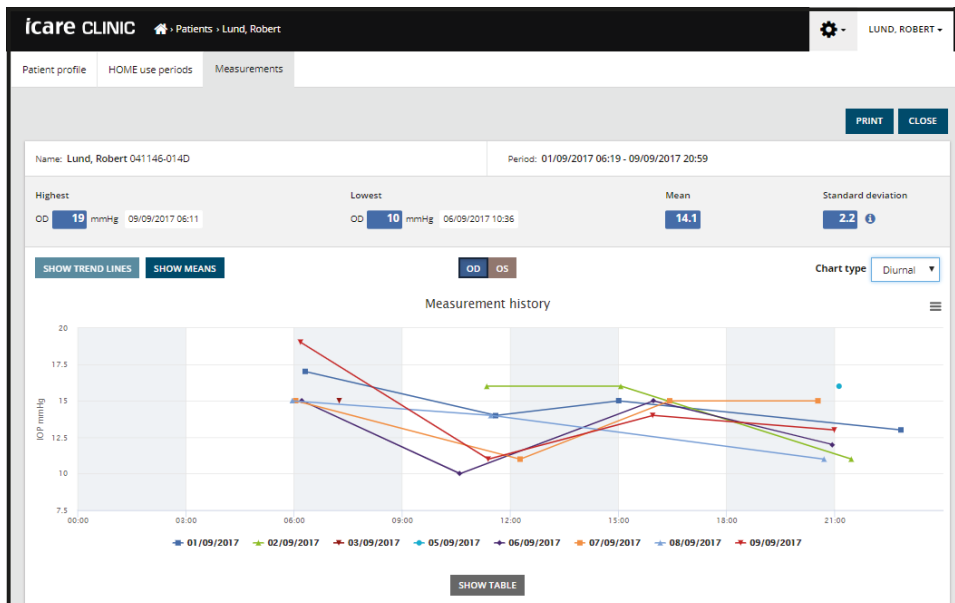 icare CLINIC › Patients › Lund, Robert LUND, ROBERT
Patient profile HOME use periods Measurements
PRINT CLOSE
Name: Lund, Robert 041146-014D Period: 01/09/2017 06:19 - 09/09/2017 20:59
Highest Lowest Mean Standard deviation
OD 19 mmHg 09/09/2017 06:11 OD 10 mmHg 06/09/2017 10:36 14.1 2.2 i
SHOW TREND LINES SHOW MEANS OD OS Chart type Diurnal
Measurement history
20
17.5
15
12.5
10
7.5
IOP mmHg
00:00 03:00 06:00 09:00 12:00 15:00 18:00 21:00
01/09/2017 02/09/2017 03/09/2017 05/09/2017 06/09/2017 07/09/2017 08/09/2017 09/09/2017
SHOW TABLE